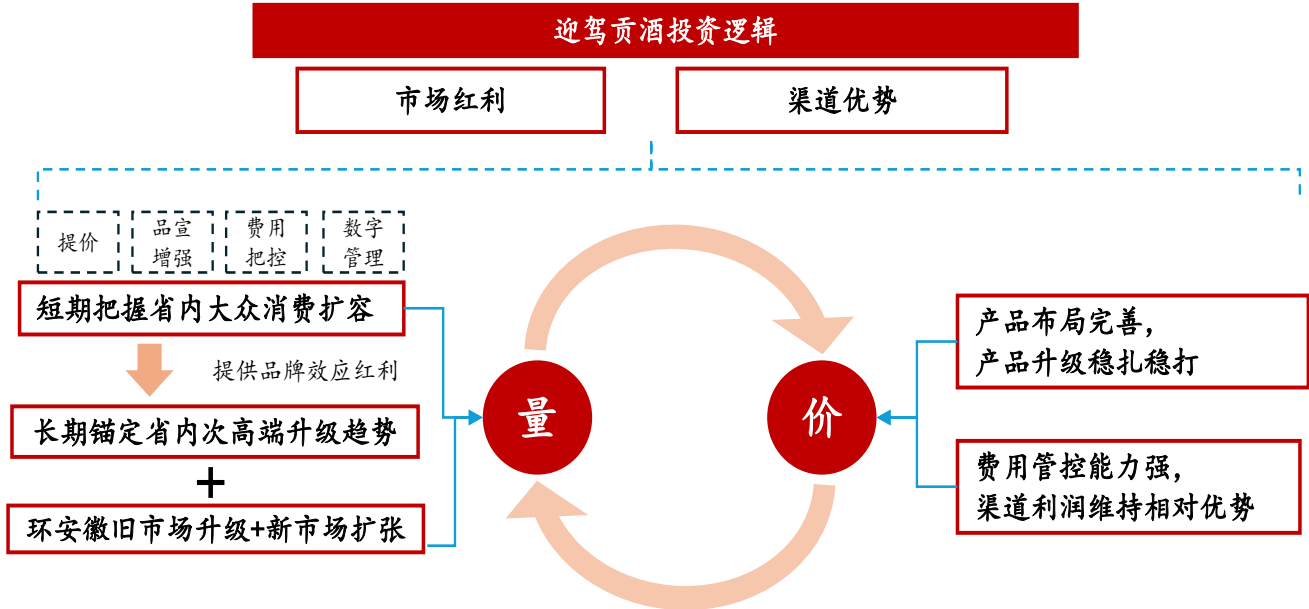 迎驾贡酒投资逻辑
市场红利
渠道优势
提价
品宣
增强
费用
把控
数字
管理
短期把握省内大众消费扩容
提供品牌效应红利
长期锚定省内次高端升级趋势
+
环安徽旧市场升级+新市场扩张
量
价
产品布局完善，
产品升级稳扎稳打
费用管控能力强，
渠道利润维持相对优势